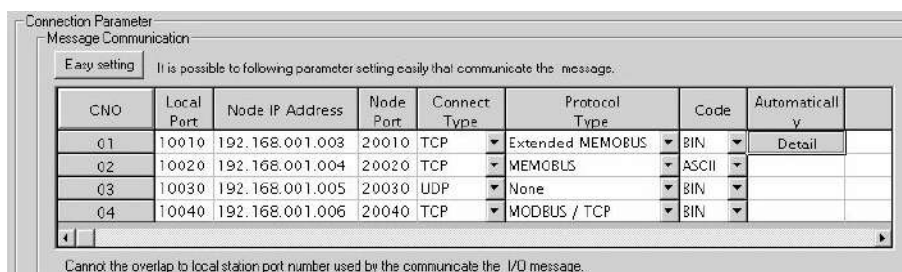 Connection Parameter
Message Communication
Easy setting It is possible to following parameter setting easily that communicate the message.
CNO Local Port Node IP Address Node Port Connect Type Protocol Type Code Automaticall y
01 10010 192.168.001.003 20010 TCP Extended MEMOBUS BIN Detail
02 10020 192.168.001.004 20020 TCP MEMOBUS ASCII
03 10030 192.168.001.005 20030 UDP None BIN
04 10040 192.168.001.006 20040 TCP MODBUS / TCP BIN
Cannot the overlap to local station port number used by the communicate the I/O message.